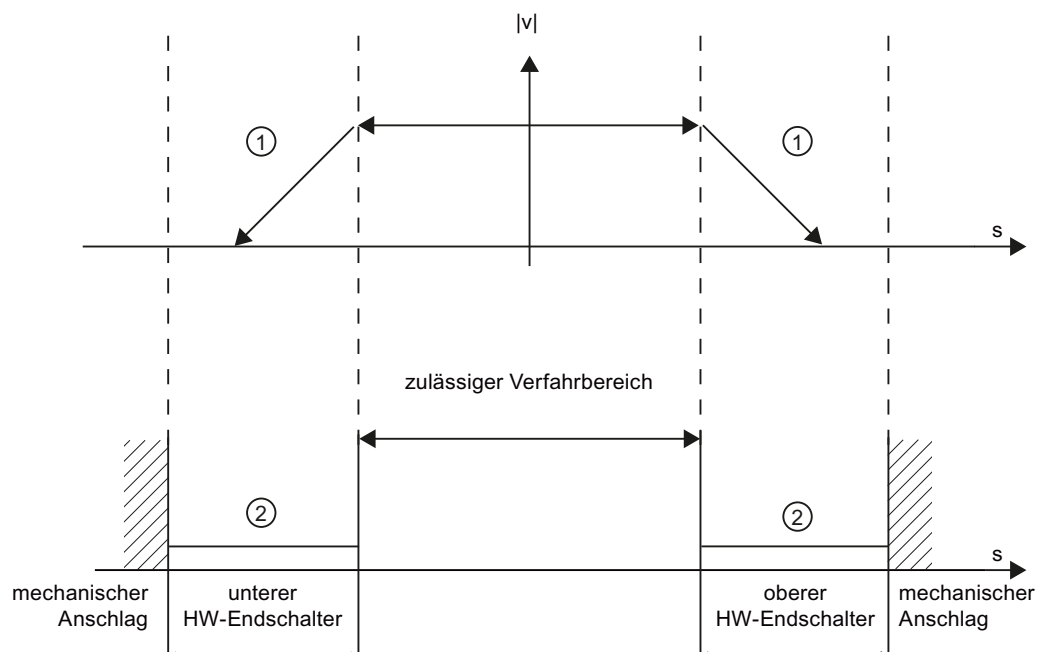 |v|
①
①
s
zulässiger Verfahrbereich
②
②
s
mechanischer
Anschlag
unterer
HW-Endschalter
oberer
HW-Endschalter
mechanischer
Anschlag